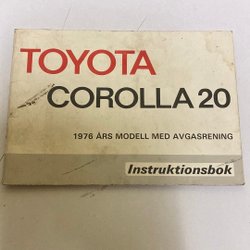 TOYOTA
COROLLA 20
1976 ÅRS MODELL MED AVGASRENING
Instruktionsbok